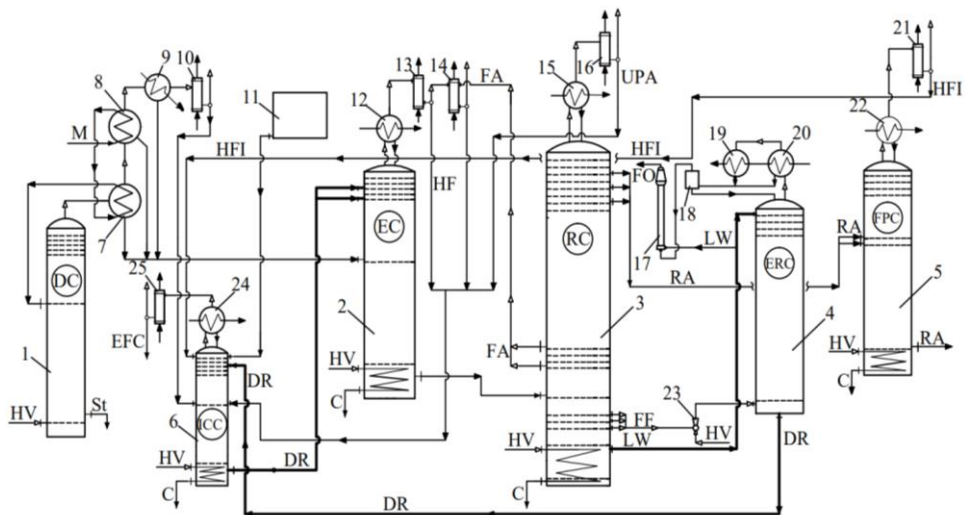 9
10
8
M
7
DC
1
HV
St
25
EFC
24
11
12
13
14
FA
HFI
HF
EC
2
HV
C
DR
6
ICC
HV
C
DR
DR
15
16
UPA
HFI
RC
3
FA
HV
C
FO
17
18
LW
RA
FF
LW
23
HV
19
20
ERC
4
DR
21
HFI
22
FPC
RA
5
HV
RA
C